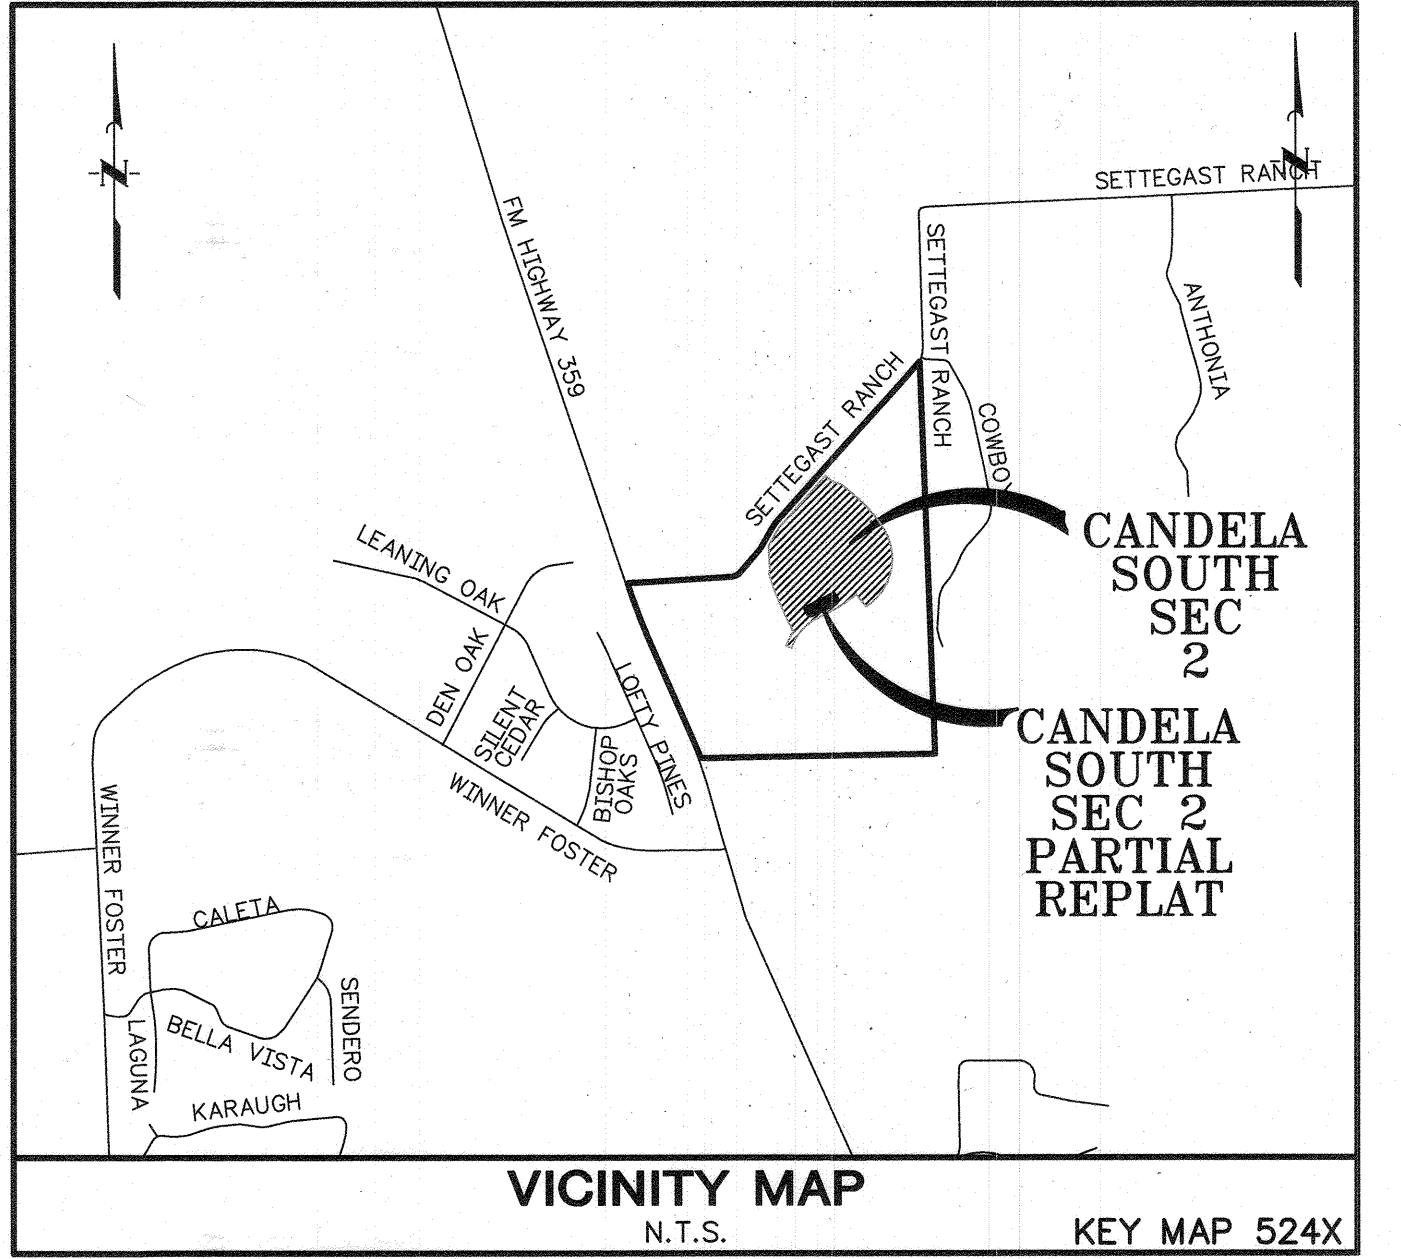 N
N
SETTEGAST RANCH
FM HIGHWAY 359
SETTEGAST RANCH
ANTHONIA
SETTEGAST RANCH
COWBOY
CANDELA
SOUTH
SEC
2
LEANING OAK
DEN OAK
SILENT
CEDAR
LOFTY PINES
BISHOP
OAKS
WINNER FOSTER
CANDELA
SOUTH
SEC 2
PARTIAL
REPLAT
WINNER FOSTER
CALETA
SENDERO
BELLA VISTA
LAGUNA
KARAUGH
VICINITY MAP
N.T.S.
KEY MAP 524X